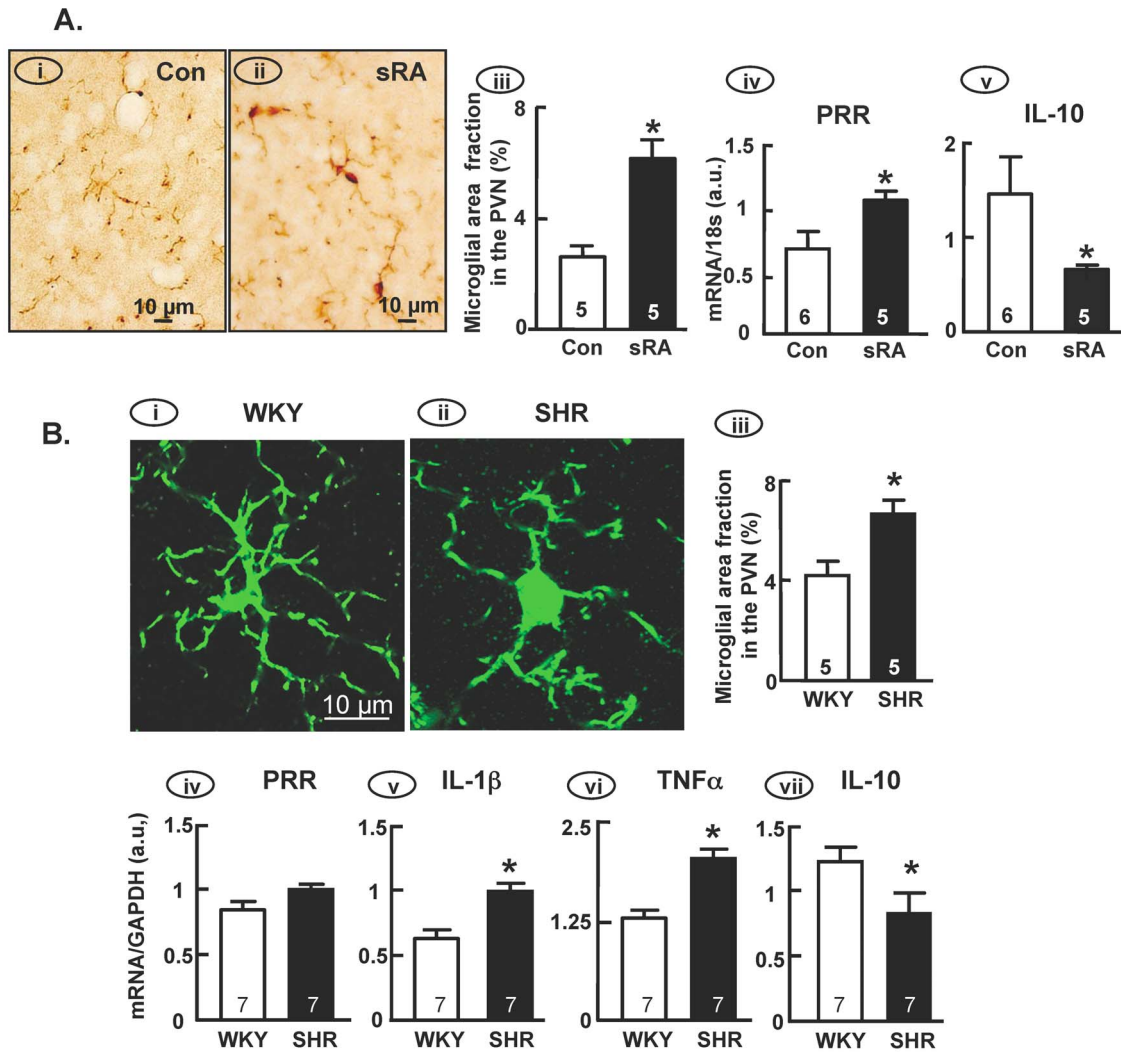 A.
i Con
ii sRA
10 µm
10 µm
iii
Microglial area fraction
in the PVN (%)
8
4
0
*
5 5
Con sRA
iv
PRR
mRNA/18s (a.u.)
1.5
1
0.5
0
*
6 5
Con sRA
v
IL-10
2
1
0
*
6 5
Con sRA
B.
i WKY
10 µm
ii SHR
iii
Microglial area fraction
in the PVN (%)
8
4
0
*
5 5
WKY SHR
iv PRR
mRNA/GAPDH (a.u,)
1.5
1
0.5
0
7 7
WKY SHR
v IL-1β
1.5
1
0.5
0
*
7 7
WKY SHR
vi TNFα
2.5
1.25
0
*
7 7
WKY SHR
vii IL-10
1.5
1
0.5
0
*
7 7
WKY SHR